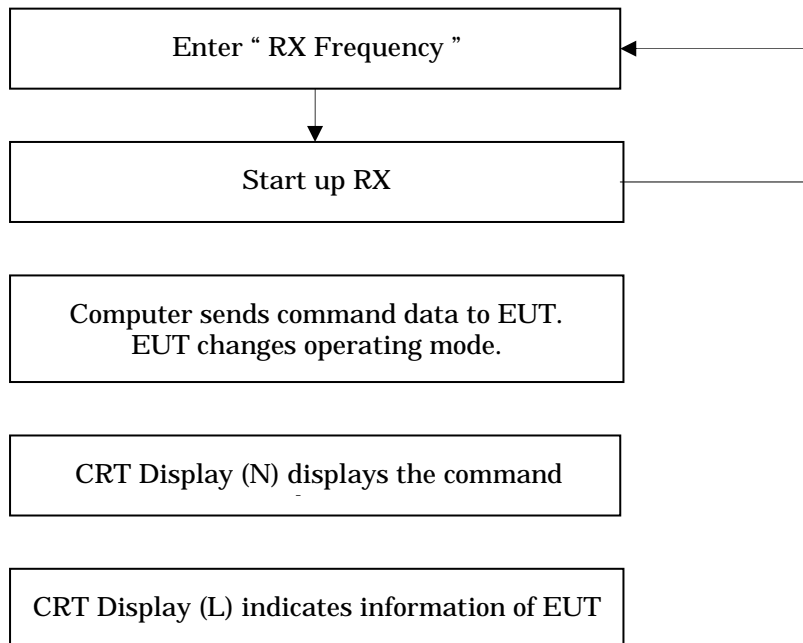 Enter “ RX Frequency ”
Start up RX
Computer sends command data to EUT.
EUT changes operating mode.
CRT Display (N) displays the command
CRT Display (L) indicates information of EUT